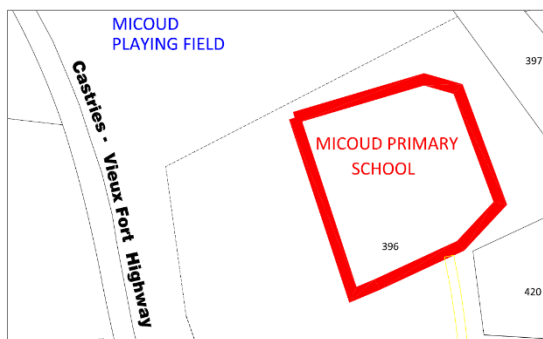 MICOUD
PLAYING FIELD
397
Castries - Vieux Fort Highway
MICOUD PRIMARY
SCHOOL
396
420